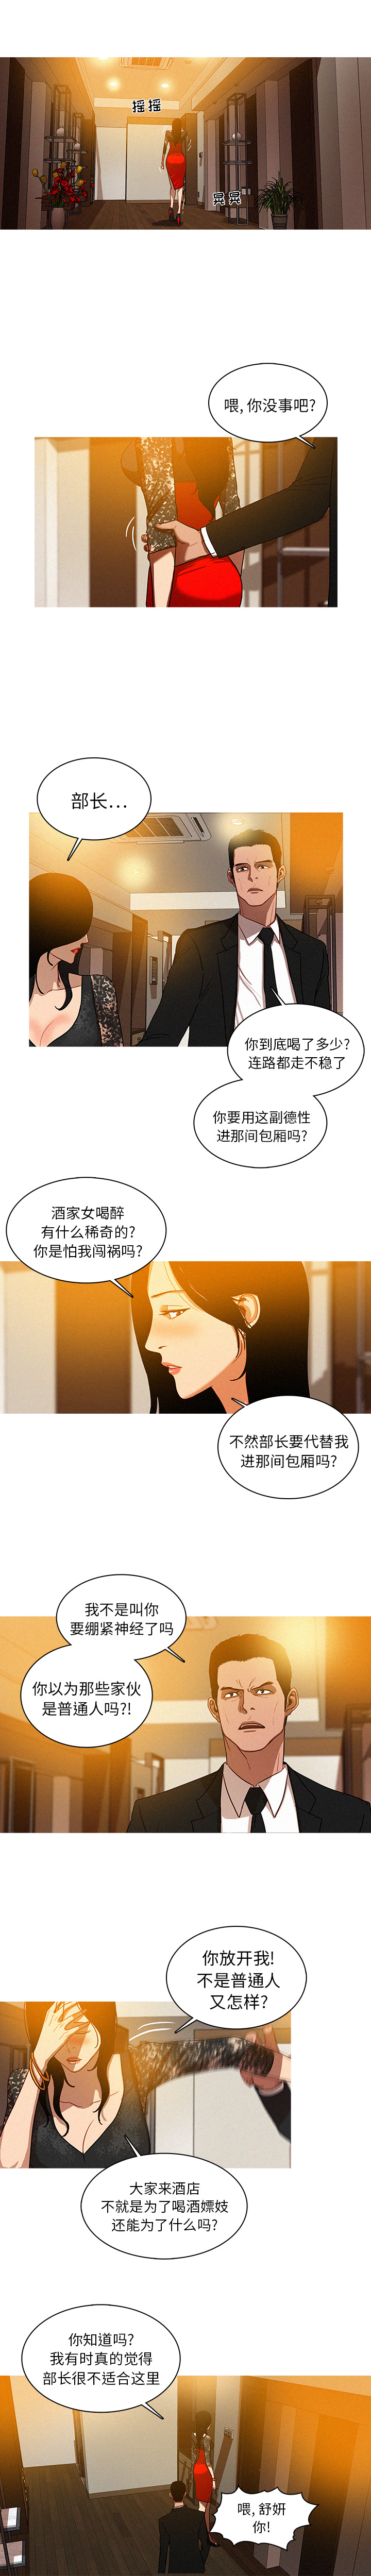 摇摇
晃晃
喂，你没事吧?
部长...
你到底喝了多少?
连路都走不稳了
你要用这副德性
进那间包厢吗?
酒家女喝醉
有什么稀奇的?
你是怕我闯祸吗?
不然部长要代替我
进那间包厢吗?
我不是叫你
要绷紧神经了吗
你以为那些家伙
是普通人吗?!
你放开我!
不是普通人
又怎样?
大家来酒店
不就是为了喝酒嫖妓
还能为了什么吗?
你知道吗?
我有时真的觉得
部长很不适合这里
喂，舒妍
你!